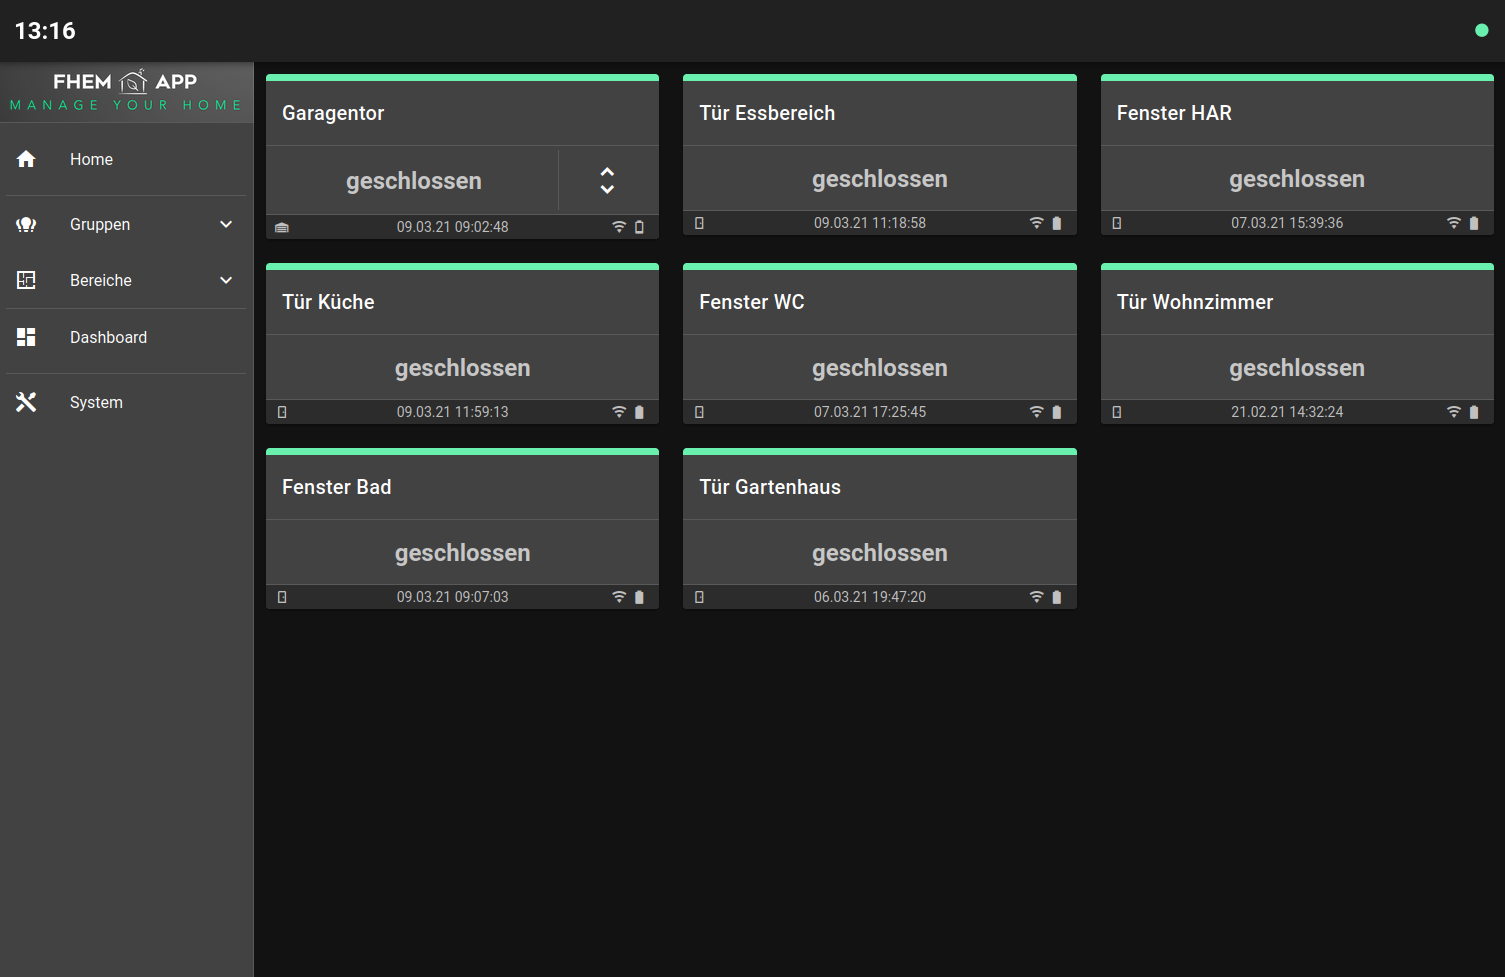 13:16
FHEM APP
MANAGE YOUR HOME
Home
Gruppen
Bereiche
Dashboard
System
Garagentor
geschlossen
09.03.21 09:02:48
Tür Essbereich
geschlossen
09.03.21 11:18:58
Fenster HAR
geschlossen
07.03.21 15:39:36
Tür Küche
geschlossen
09.03.21 11:59:13
Fenster WC
geschlossen
07.03.21 17:25:45
Tür Wohnzimmer
geschlossen
21.02.21 14:32:24
Fenster Bad
geschlossen
09.03.21 09:07:03
Tür Gartenhaus
geschlossen
06.03.21 19:47:20